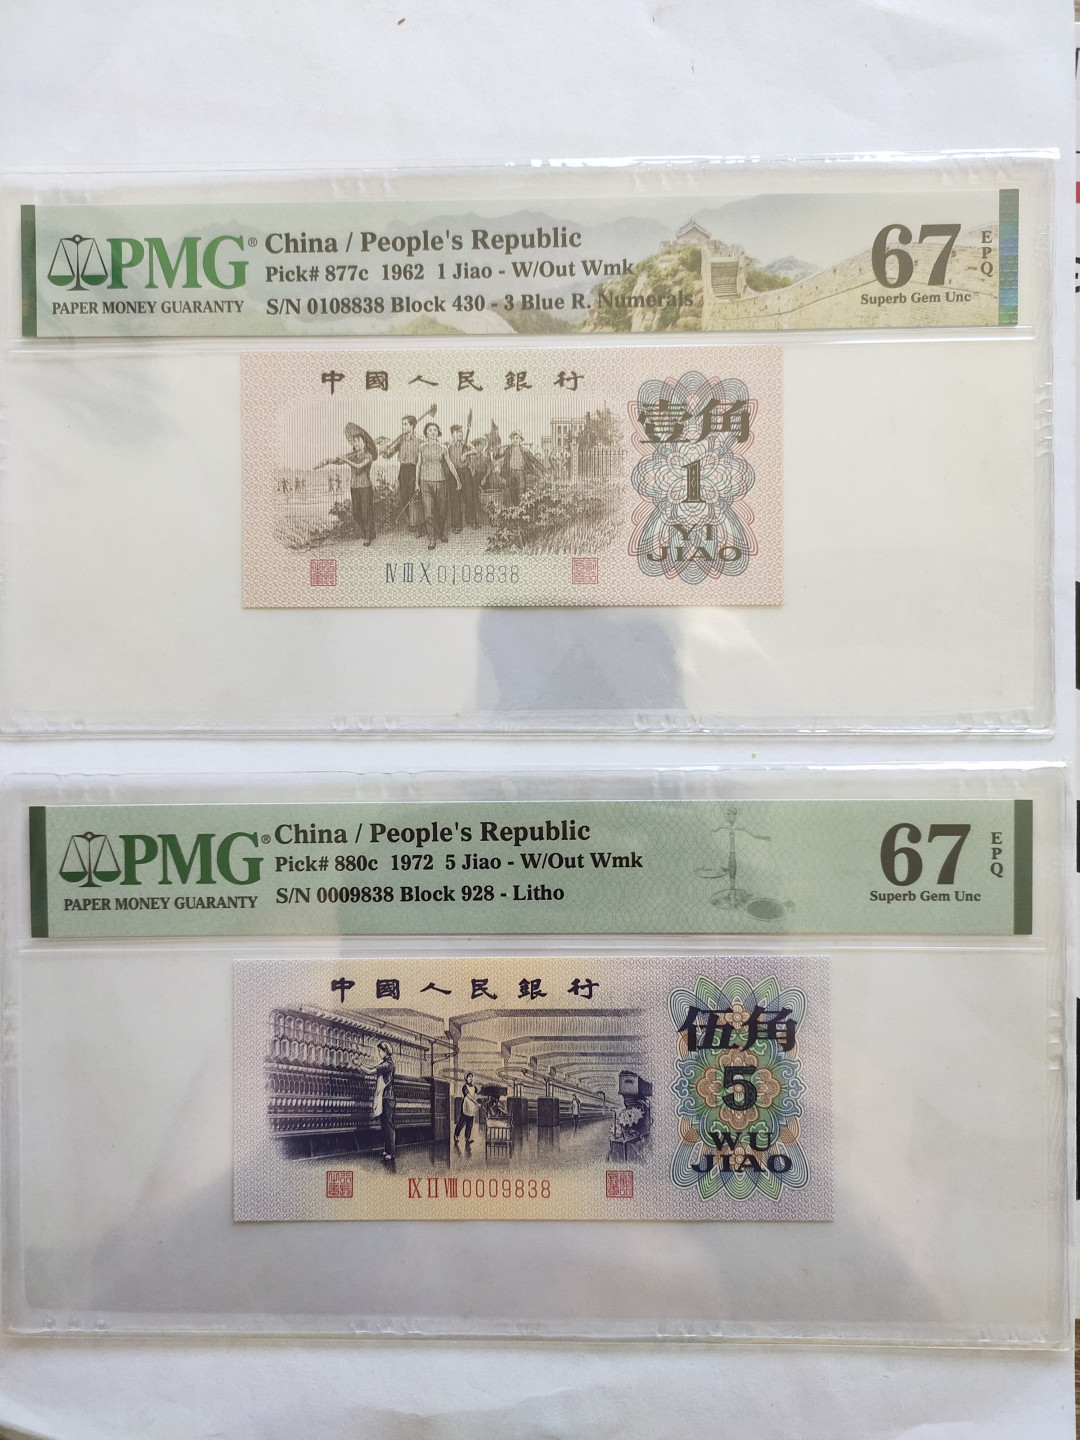 PMG®
PAPER MONEY GUARANTY
China / People's Republic
Pick# 877c 1962 1 Jiao - W/Out Wmk
S/N 0108838 Block 430 - 3 Blue R. Numerals
67
EPQ
Superb Gem Unc
中國人民銀行
壹角
1
YI
JIAO
IV III X 0108838
PMG®
PAPER MONEY GUARANTY
China / People's Republic
Pick# 880c 1972 5 Jiao - W/Out Wmk
S/N 0009838 Block 928 - Litho
67
EPQ
Superb Gem Unc
中國人民銀行
伍角
5
WU
JIAO
IX II VIII 0009838